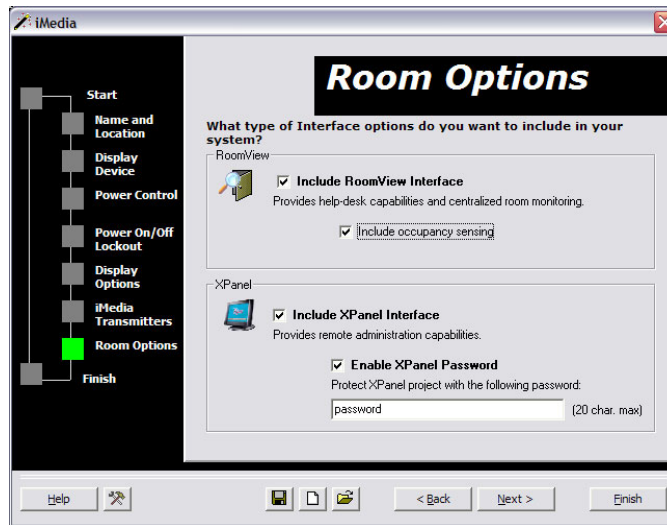 iMedia
Room Options
Start
Name and
Location
Display
Device
Power Control
Power On/Off
Lockout
Display
Options
iMedia
Transmitters
Room Options
Finish
What type of Interface options do you want to include in your
system?
RoomView
Include RoomView Interface
Provides help-desk capabilities and centralized room monitoring.
Include occupancy sensing
XPanel
Include XPanel Interface
Provides remote administration capabilities.
Enable XPanel Password
Protect XPanel project with the following password:
password (20 char. max)
Help < Back Next > Finish